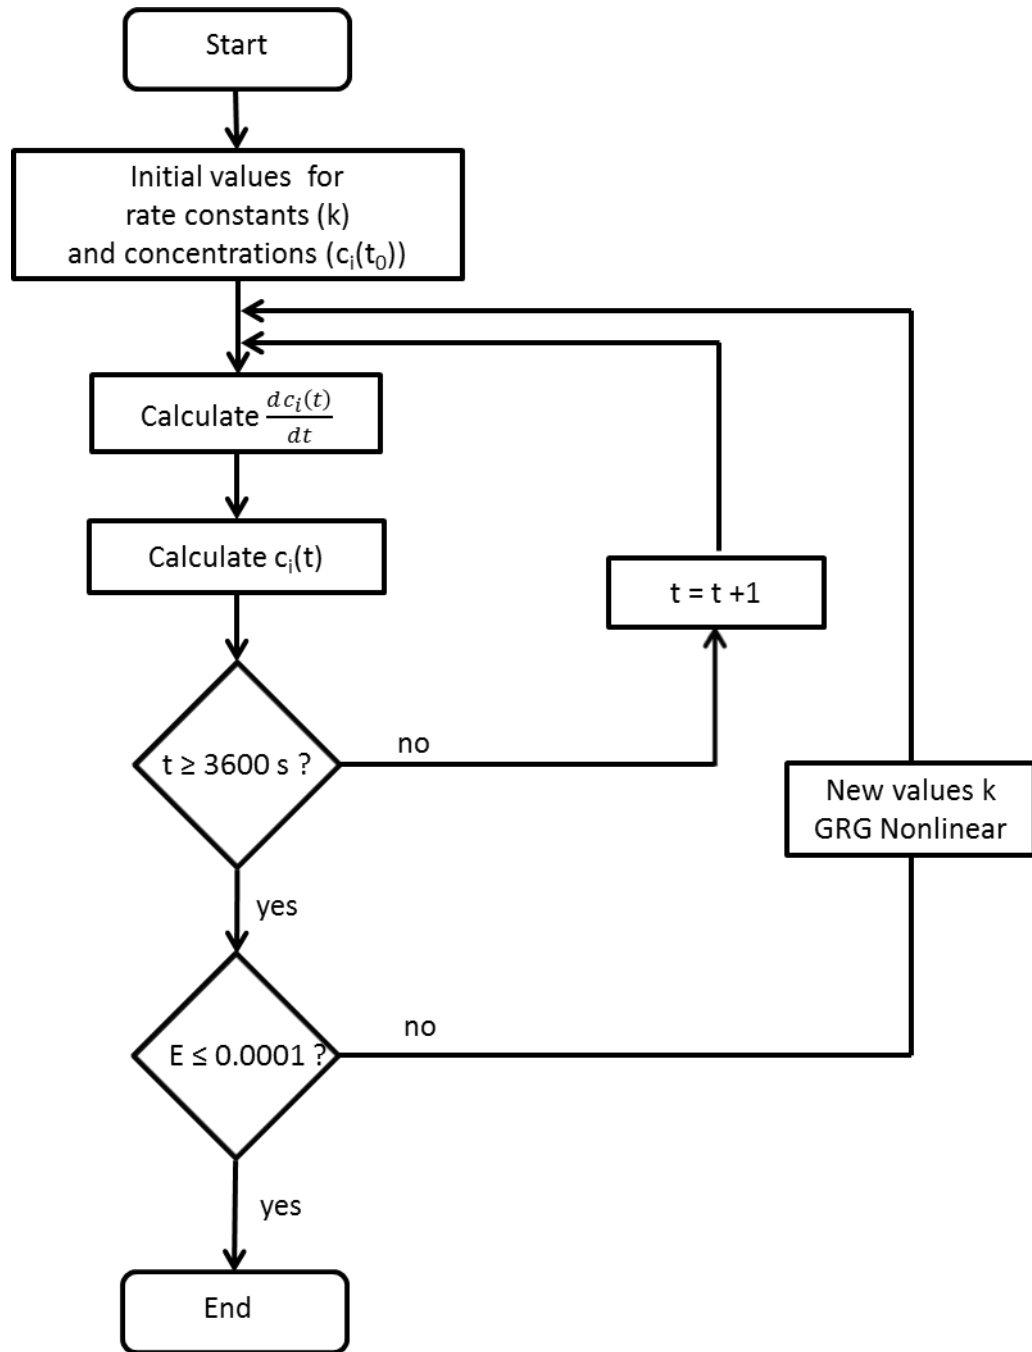 Start
Initial values for
rate constants (k)
and concentrations (cᵢ(t₀))
Calculate dcᵢ(t)/dt
Calculate cᵢ(t)
t = t +1
t ≥ 3600 s ?
no
New values k
GRG Nonlinear
yes
E ≤ 0.0001 ?
no
yes
End